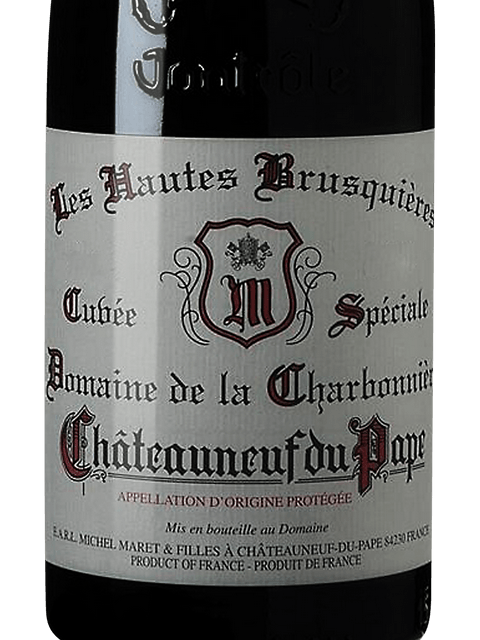 Les Hautes Brusquières
M
Cuvée Spéciale
Domaine de la Charbonnièr
Châteauneuf du Pape
APPELLATION D'ORIGINE PROTÉGÉE
Mis en bouteille au Domaine
E.A.R.L. MICHEL MARET & FILLES À CHÂTEAUNEUF-DU-PAPE 84230 FRANCE
PRODUCT OF FRANCE - PRODUIT DE FRANCE